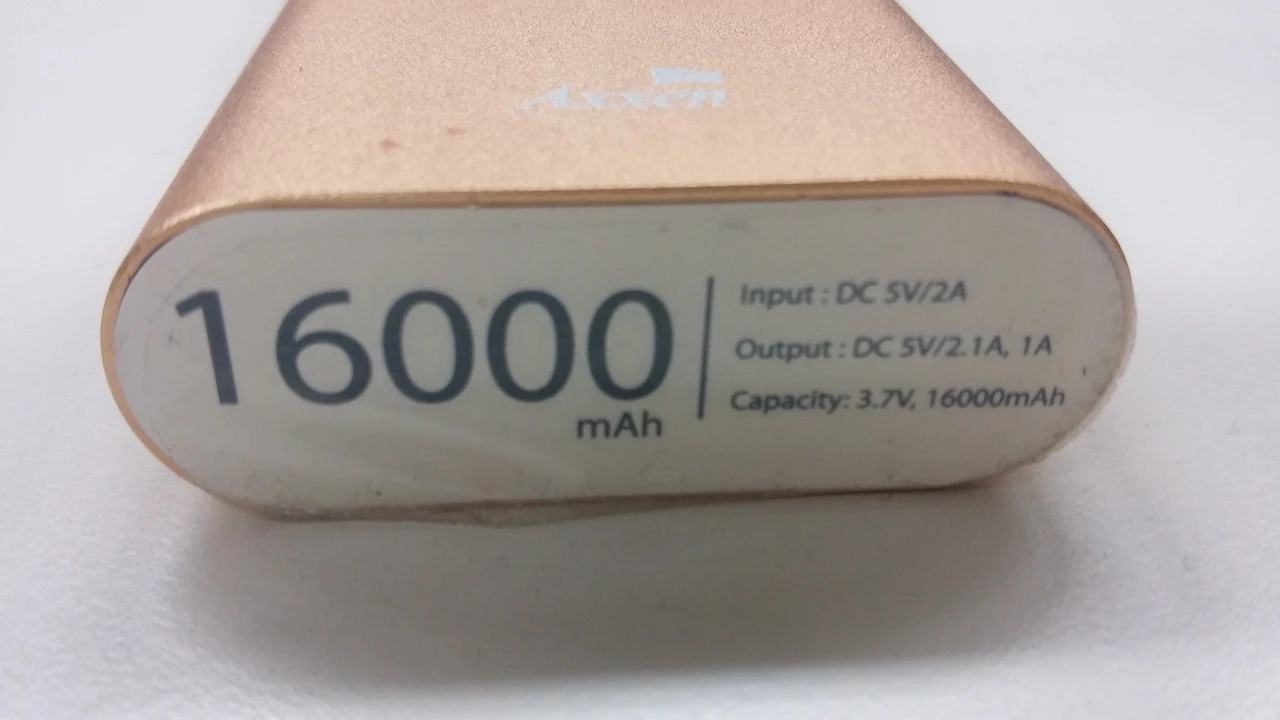 Axxen
16000
mAh
Input : DC 5V/2A
Output : DC 5V/2.1A, 1A
Capacity: 3.7V, 16000mAh